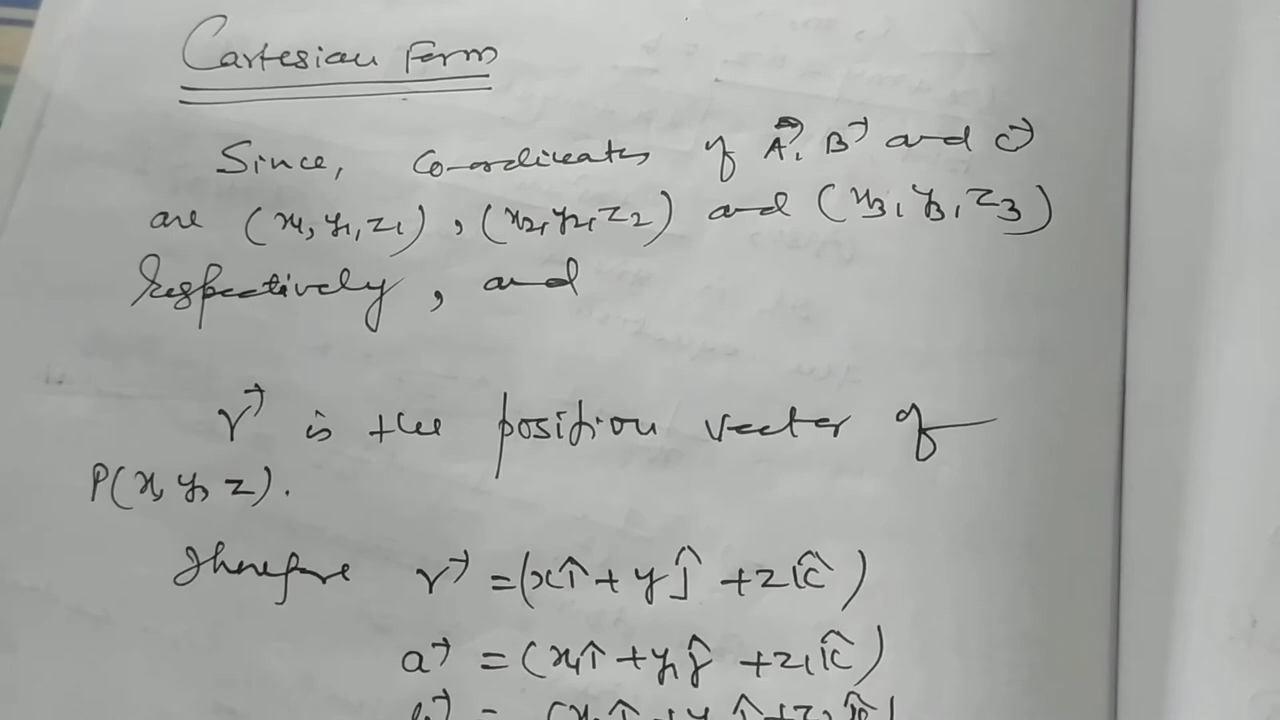 Cartesian Form
Since, Co-ordinates of A⃗, B⃗ and C⃗
are (x₁, y₁, z₁), (x₂, y₂, z₂) and (x₃, y₃, z₃)
respectively, and
r⃗ is the position vector of
P(x, y, z).
Therefore r⃗ = (xî + yĵ + zk̂)
a⃗ = (x₁î + y₁ĵ + z₁k̂)